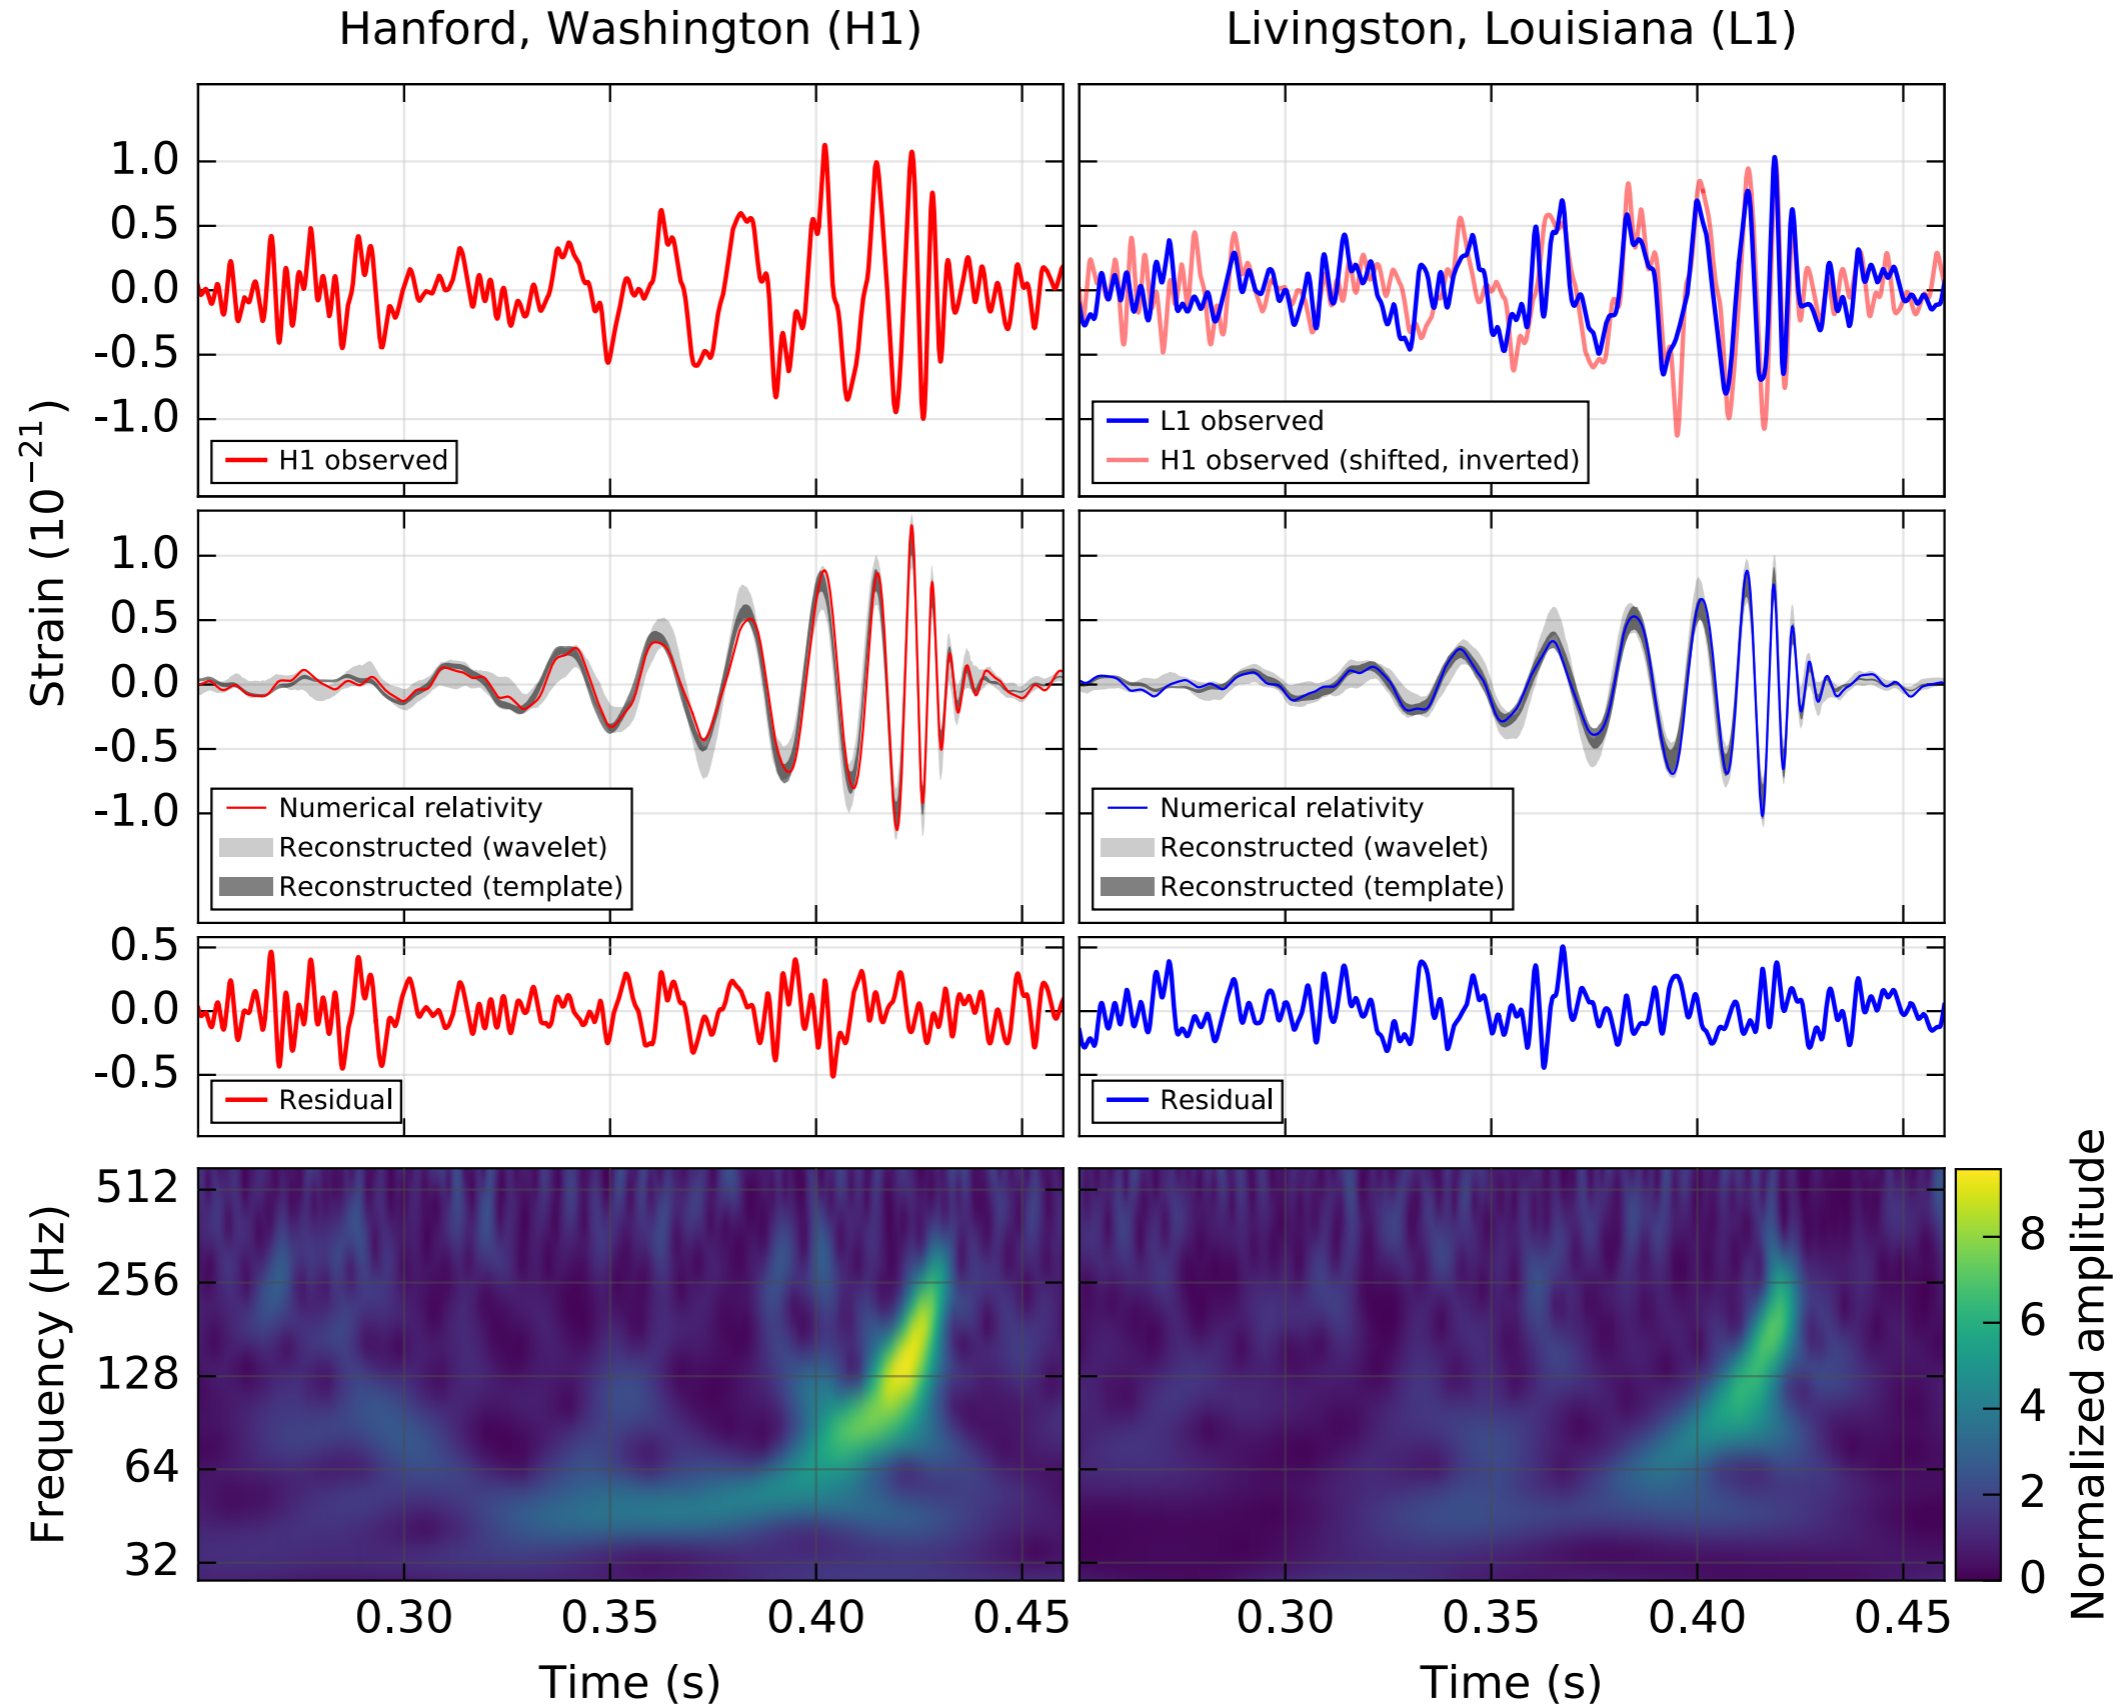 Hanford, Washington (H1)
Livingston, Louisiana (L1)
Strain (10⁻²¹)
1.0
0.5
0.0
-0.5
-1.0
H1 observed
L1 observed
H1 observed (shifted, inverted)
1.0
0.5
0.0
-0.5
-1.0
Numerical relativity
Reconstructed (wavelet)
Reconstructed (template)
Numerical relativity
Reconstructed (wavelet)
Reconstructed (template)
0.5
0.0
-0.5
Residual
Residual
Frequency (Hz)
512
256
128
64
32
0.30 0.35 0.40 0.45
Time (s)
0.30 0.35 0.40 0.45
Time (s)
8
6
4
2
0
Normalized amplitude